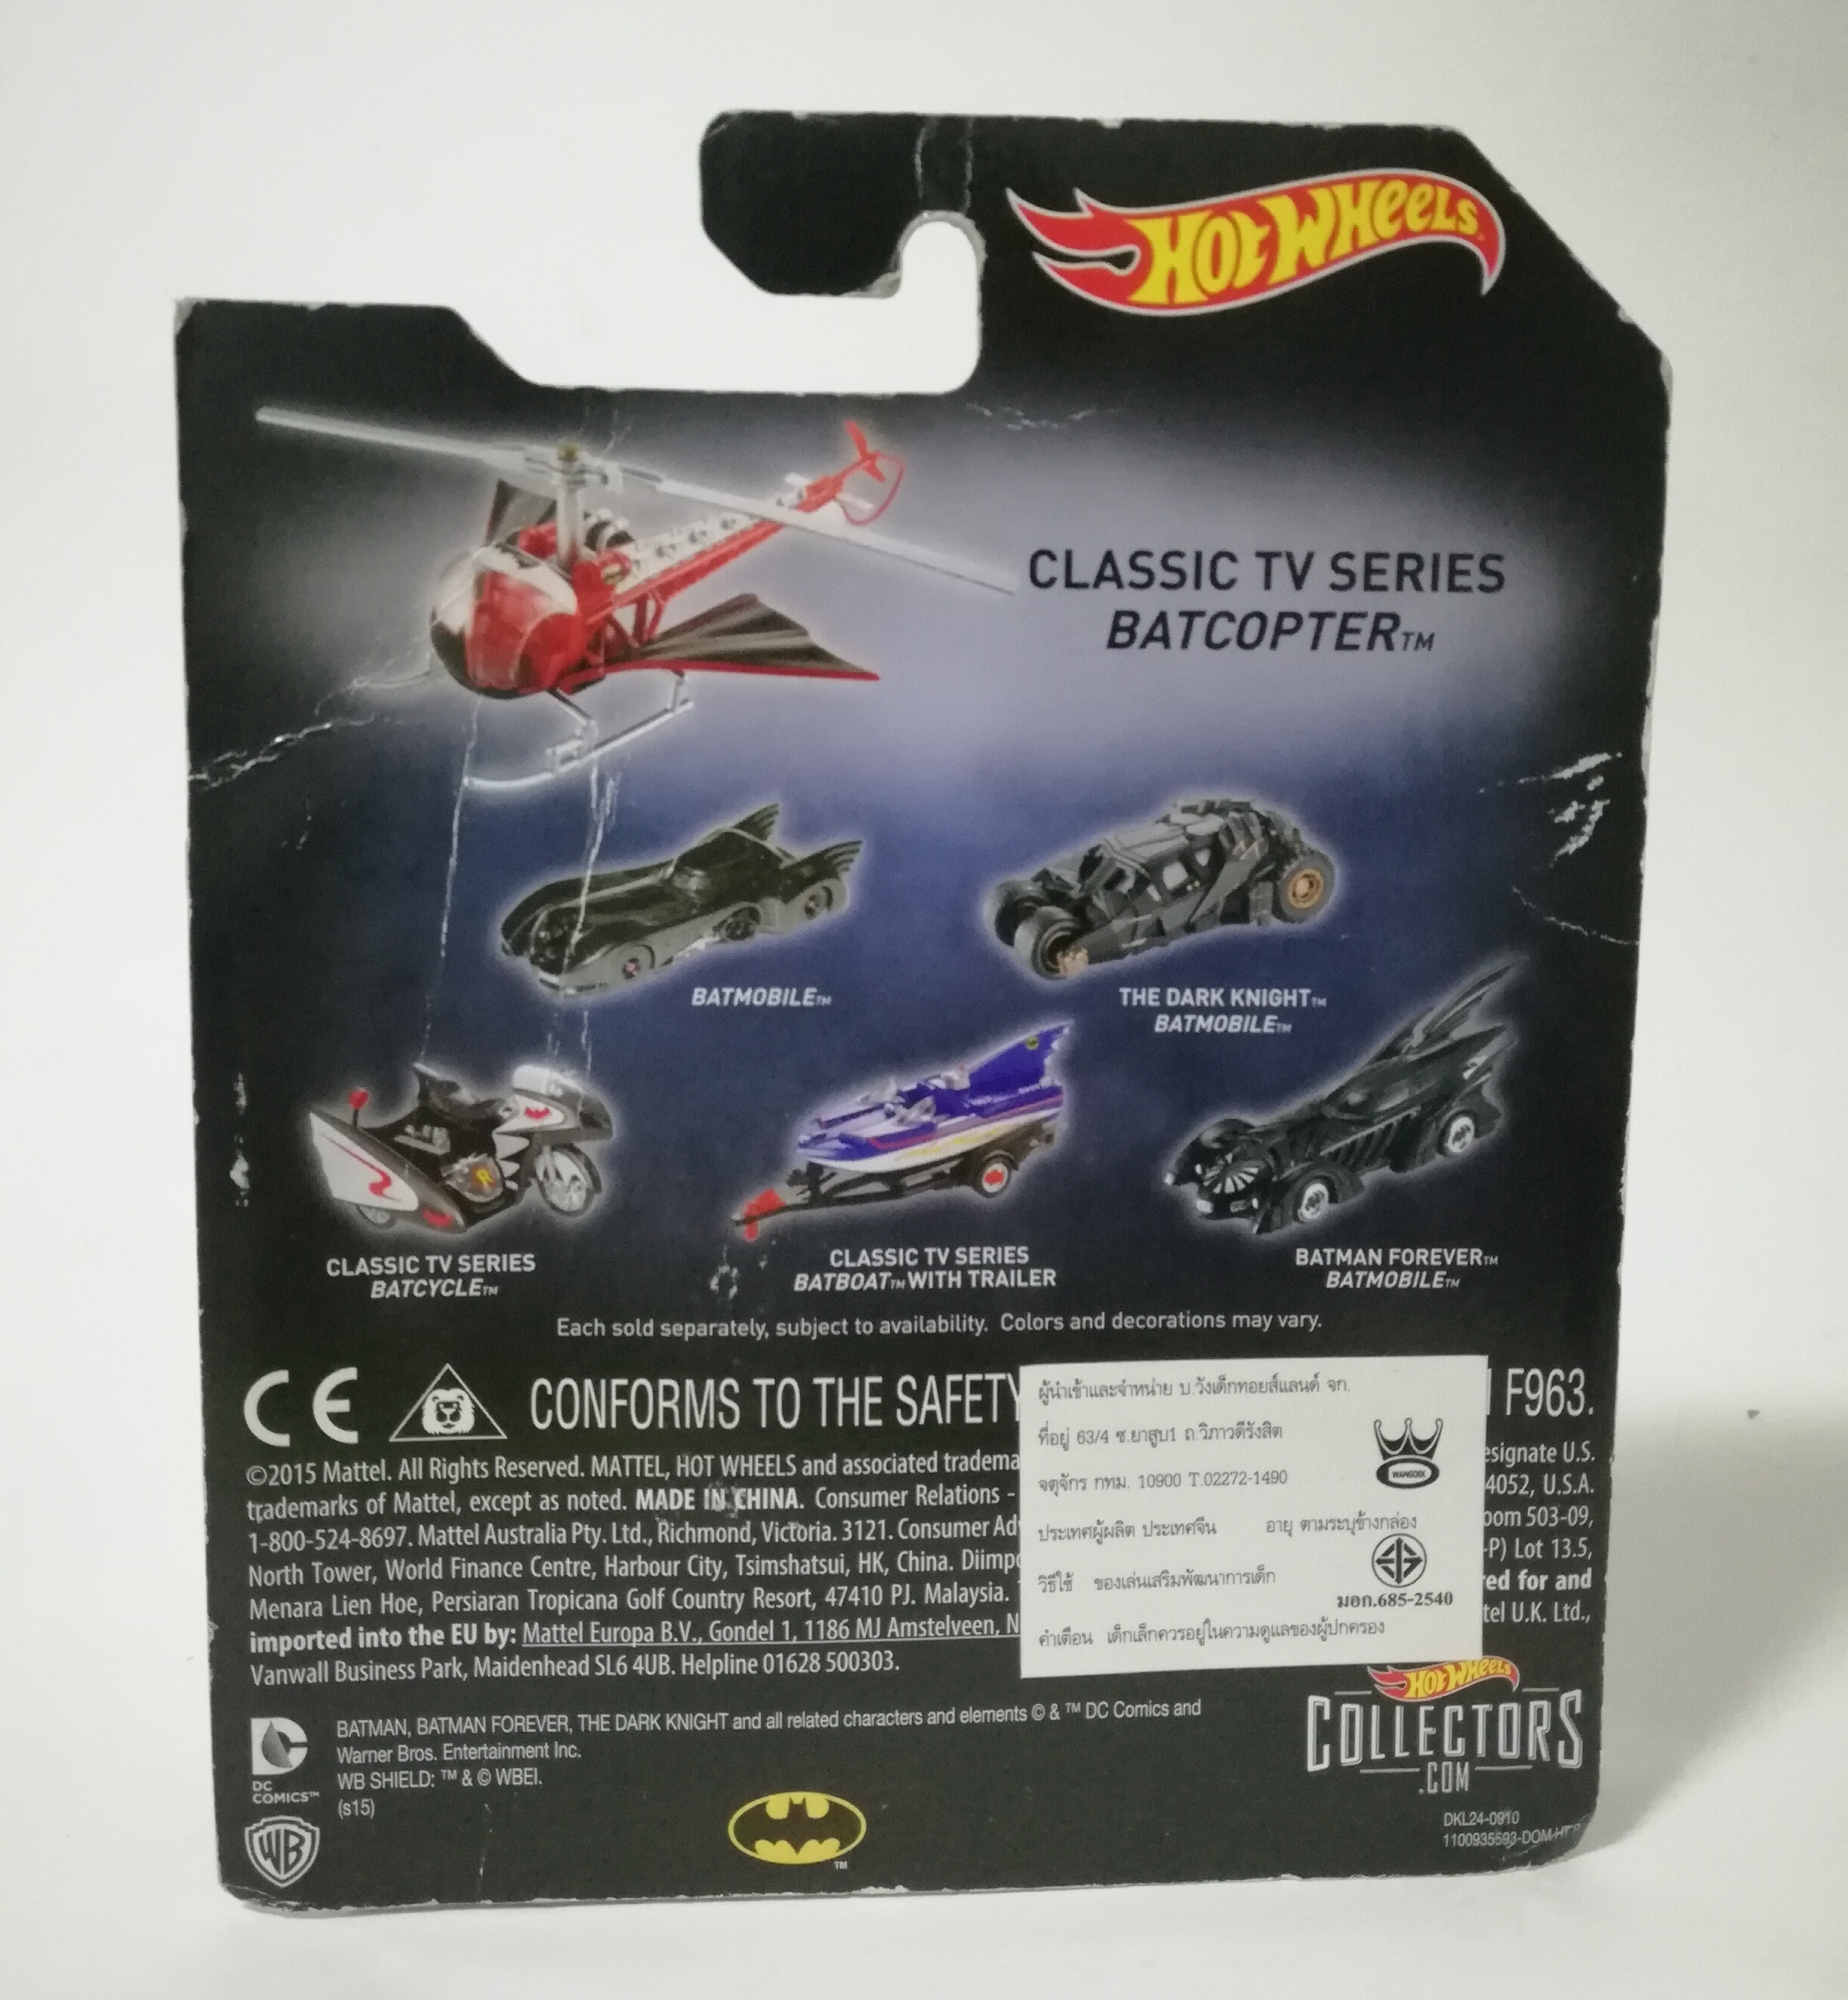 HOT WHEELS
CLASSIC TV SERIES
BATCOPTER™
BATMOBILE™
THE DARK KNIGHT™
BATMOBILE™
R
CLASSIC TV SERIES
BATCYCLE™
CLASSIC TV SERIES
BATBOAT™ WITH TRAILER
BATMAN FOREVER™
BATMOBILE™
Each sold separately, subject to availability. Colors and decorations may vary.
CE
CONFORMS TO THE SAFETY
F963.
©2015 Mattel. All Rights Reserved. MATTEL, HOT WHEELS and associated tradema
esignate U.S.
trademarks of Mattel, except as noted. MADE IN CHINA. Consumer Relations -
4052, U.S.A.
1-800-524-8697. Mattel Australia Pty. Ltd., Richmond, Victoria. 3121. Consumer Ad
oom 503-09,
North Tower, World Finance Centre, Harbour City, Tsimshatsui, HK, China. Diimp
-P) Lot 13.5,
Menara Lien Hoe, Persiaran Tropicana Golf Country Resort, 47410 PJ. Malaysia.
red for and
imported into the EU by: Mattel Europa B.V., Gondel 1, 1186 MJ Amstelveen, N
tel U.K. Ltd.,
Vanwall Business Park, Maidenhead SL6 4UB. Helpline 01628 500303.
ผู้นำเข้าและจำหน่าย บ.วังเด็กทอยส์แลนด์ จก.
ที่อยู่ 63/4 ซ.ยาสูบ1 ถ.วิภาวดีรังสิต
จตุจักร กทม. 10900 T.02272-1490
WANGDEK
ประเทศผู้ผลิต ประเทศจีน อายุ ตามระบุข้างกล่อง
วิธีใช้ ของเล่นเสริมพัฒนาการเด็ก
มอก.685-2540
คำเตือน เด็กเล็กควรอยู่ในความดูแลของผู้ปกครอง
DC
COMICS™
BATMAN, BATMAN FOREVER, THE DARK KNIGHT and all related characters and elements © & ™ DC Comics and
Warner Bros. Entertainment Inc.
WB SHIELD: ™ & © WBEI.
(s15)
WB
TM
HOT WHEELS
COLLECTORS
.COM
DKL24-0910